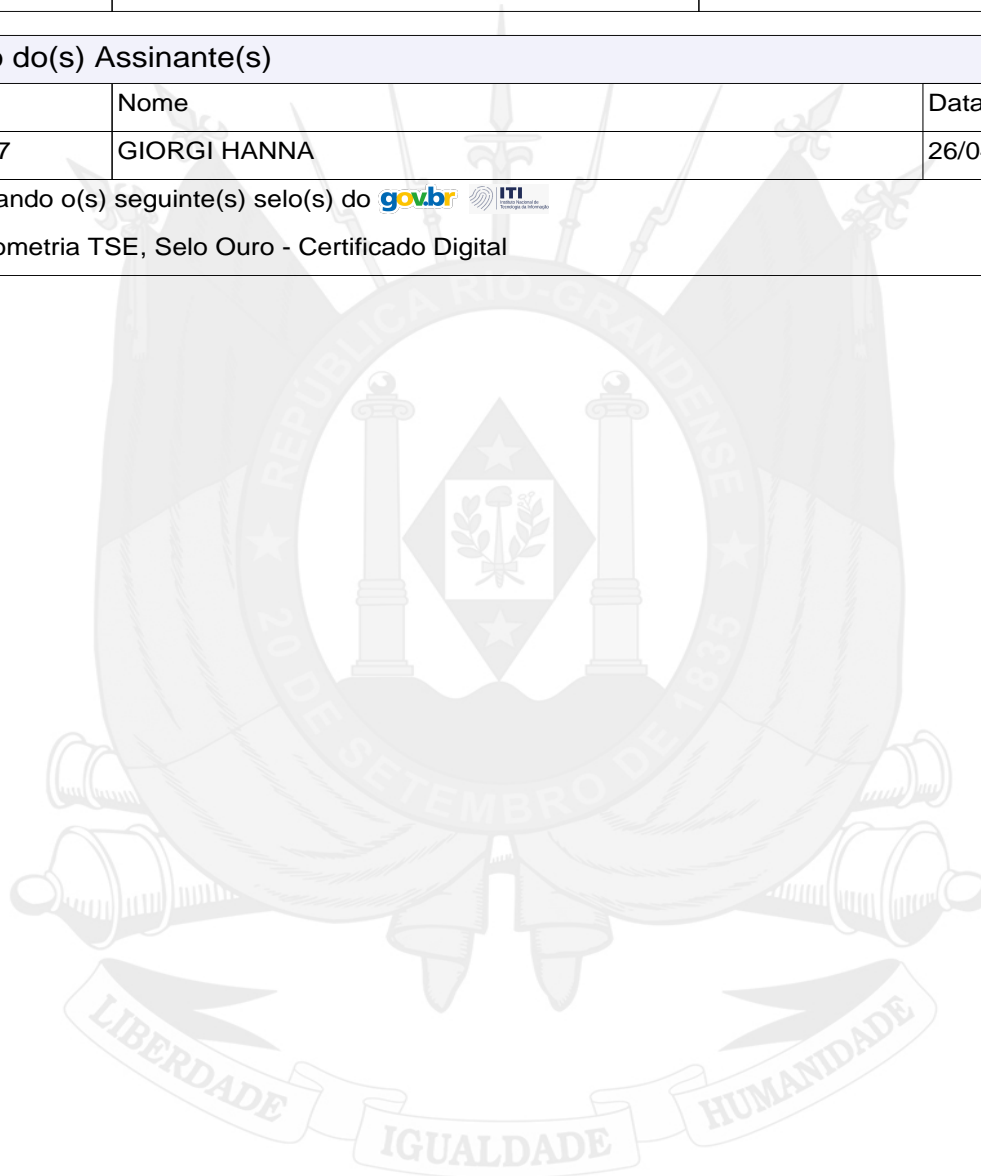 o do(s) Assinante(s)
Nome Data
7 GIORGI HANNA 26/0
ando o(s) seguinte(s) selo(s) do gov.br ITI
ometria TSE, Selo Ouro - Certificado Digital
REPÚBLICA RIO-GRANDENSE
20 DE SETEMBRO DE 1835
LIBERDADE IGUALDADE HUMANIDADE